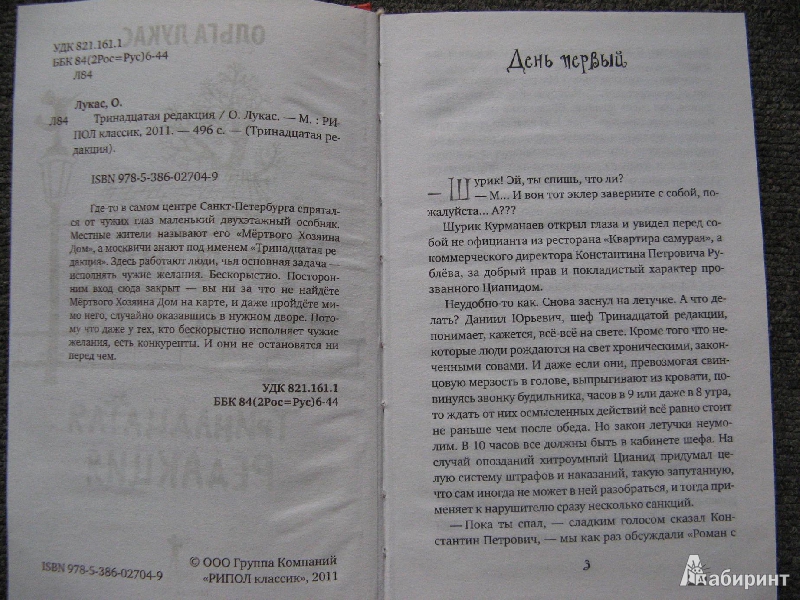 УДК 821.161.1
ББК 84(2Рос=Рус)6-44
Л84
Лукас, О.
Л84 Тринадцатая редакция / О. Лукас. — М. : РИ-
ПОЛ классик, 2011. — 496 с. — (Тринадцатая ре-
дакция).
ISBN 978-5-386-02704-9
Где-то в самом центре Санкт-Петербурга спрятал-
ся от чужих глаз маленький двухэтажный особняк.
Местные жители называют его «Мёртвого Хозяина
Дом», а москвичи знают под именем «Тринадцатая ре-
дакция». Здесь работают люди, чья основная задача —
исполнять чужие желания. Бескорыстно. Посторон-
ним вход сюда закрыт — вы ни за что не найдёте
Мёртвого Хозяина Дом на карте, и даже пройдёте ми-
мо него, случайно оказавшись в нужном дворе. Пото-
му что даже у тех, кто бескорыстно исполняет чужие
желания, есть конкуренты. И они не остановятся ни
перед чем.
УДК 821.161.1
ББК 84(2Рос=Рус)6-44
ISBN 978-5-386-02704-9
© ООО Группа Компаний
«РИПОЛ классик», 2011
ОЛЬГА ЛУКАС
ТРИНАДЦАТАЯ
РЕДАКЦИЯ
День первый
— Шурик! Эй, ты спишь, что ли?
— М... И вон тот эклер заверните с собой, по-
жалуйста... А???
Шурик Курманаев открыл глаза и увидел перед со-
бой не официанта из ресторана «Квартира самурая», а
коммерческого директора Константина Петровича Ру-
блёва, за добрый нрав и покладистый характер про-
званного Цианидом.
Неудобно-то как. Снова заснул на летучке. А что де-
лать? Даниил Юрьевич, шеф Тринадцатой редакции,
понимает, кажется, всё-всё на свете. Кроме того что не-
которые люди рождаются на свет хроническими, закон-
ченными совами. И даже если они, превозмогая свин-
цовую мерзость в голове, выпрыгивают из кровати, по-
винуясь звонку будильника, часов в 9 или даже в 8 утра,
то ждать от них осмысленных действий всё равно стоит
не раньше чем после обеда. Но закон летучки неумо-
лим. В 10 часов все должны быть в кабинете шефа. На
случай опозданий хитроумный Цианид придумал це-
лую систему штрафов и наказаний, такую запутанную,
что сам иногда не может в ней разобраться, и тогда при-
меняет к нарушителю сразу несколько санкций.
— Пока ты спал, — сладким голосом сказал Кон-
стантин Петрович, — мы как раз обсуждали «Роман с
3
Лабиринт.ру